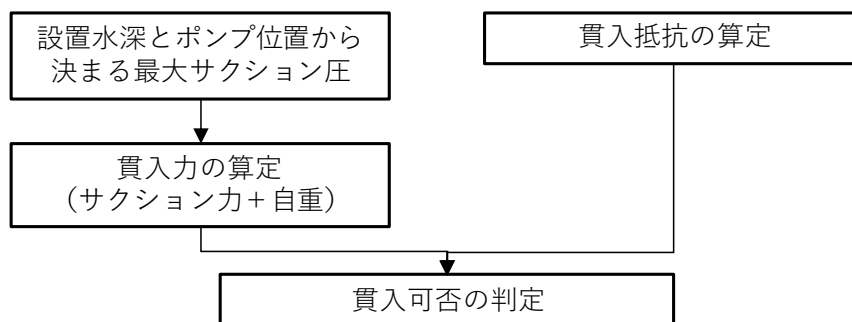 設置水深とポンプ位置から
決まる最大サクション圧
貫入抵抗の算定
貫入力の算定
(サクション力+自重)
貫入可否の判定